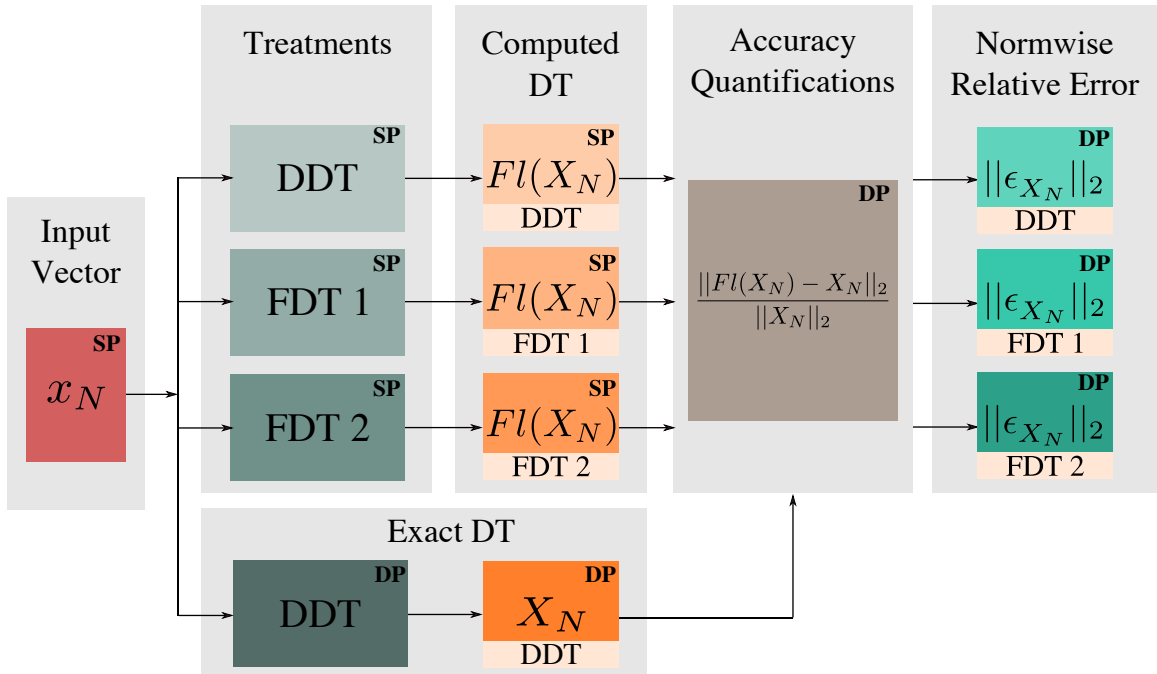 Treatments
Computed
DT
Accuracy
Quantifications
Normwise
Relative Error
Input
Vector
SP
x_N
SP
DDT
SP
Fl(X_N)
DDT
SP
FDT 1
SP
Fl(X_N)
FDT 1
SP
FDT 2
SP
Fl(X_N)
FDT 2
DP
||Fl(X_N) − X_N||_2
||X_N||_2
DP
||ϵ_{X_N}||_2
DDT
DP
||ϵ_{X_N}||_2
FDT 1
DP
||ϵ_{X_N}||_2
FDT 2
Exact DT
DP
DDT
DP
X_N
DDT